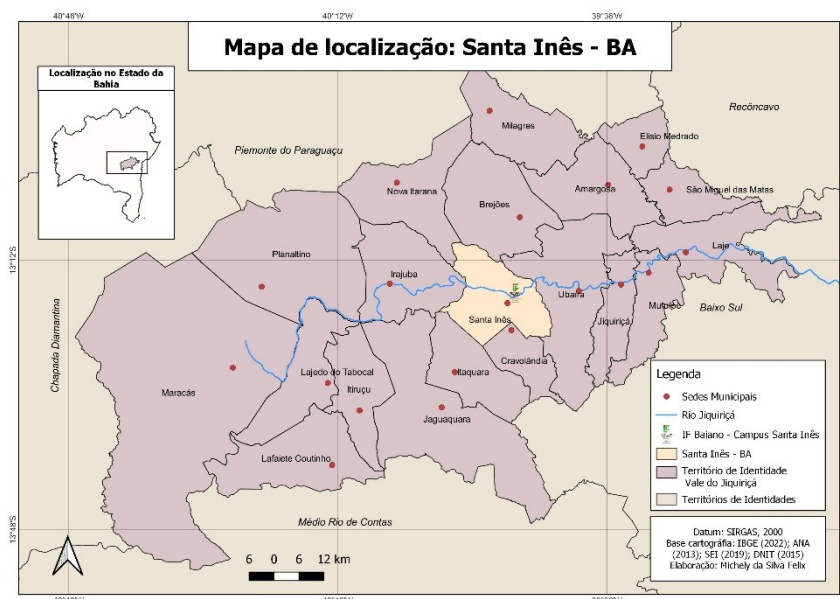 40°48'W
40°12'W
39°36'W
Mapa de localização: Santa Inês - BA
Localização no Estado da
Bahia
Recôncavo
Piemonte do Paraguaçu
Milagres
Elísio Medrado
Nova Itarana
Amargosa
São Miguel das Matas
Brejões
Planaltino
Laje
13°12'S
13°12'S
Irajuba
Ubaíra
Mutuípe
Baixo Sul
Santa Inês
Jiquiriçá
Chapada Diamantina
Cravolândia
Lajedo do Tabocal
Itaquara
Maracás
Itiruçu
Jaguaquara
Lafaiete Coutinho
Médio Rio de Contas
13°48'S
13°48'S
Legenda
Sedes Municipais
Rio Jiquiriçá
IF Baiano - Campus Santa Inês
Santa Inês - BA
Território de Identidade
Vale do Jiquiriçá
Territórios de Identidades
6 0 6 12 km
Datum: SIRGAS, 2000
Base cartográfia: IBGE (2022); ANA
(2013); SEI (2019); DNIT (2015)
Elaboração: Michely da Silva Felix